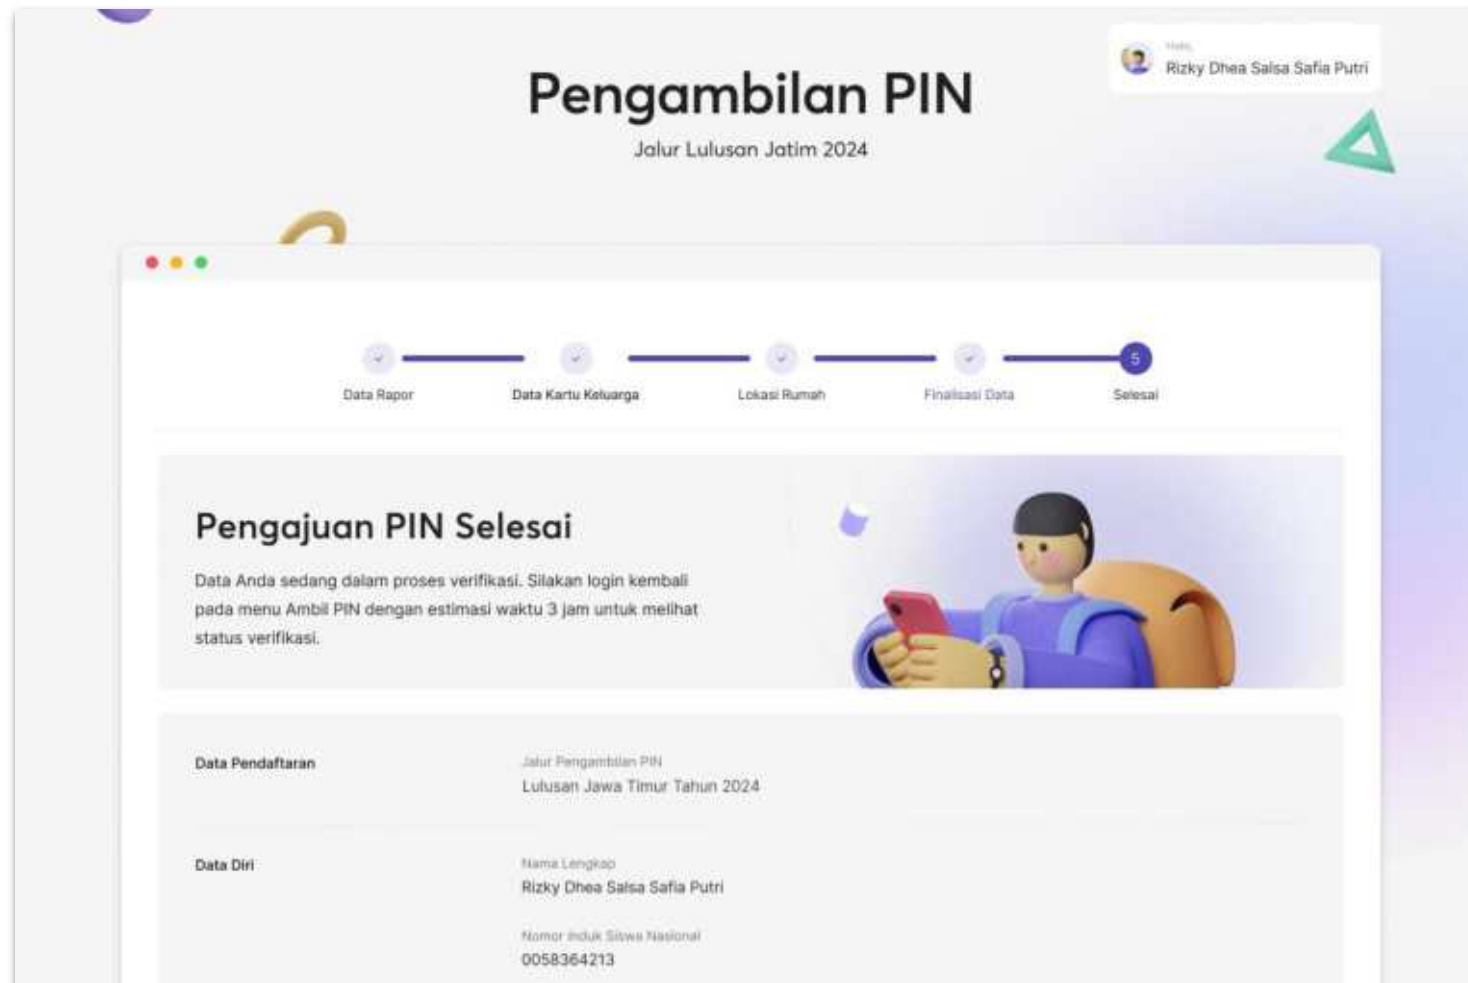 Pengambilan PIN
Jalur Lulusan Jatim 2024
Hello,
Rizky Dhea Salsa Safia Putri
Data Rapor
Data Kartu Keluarga
Lokasi Rumah
Finalisasi Data
5
Selesai
Pengajuan PIN Selesai
Data Anda sedang dalam proses verifikasi. Silakan login kembali
pada menu Ambil PIN dengan estimasi waktu 3 jam untuk melihat
status verifikasi.
Data Pendaftaran
Jalur Pengambilan PIN
Lulusan Jawa Timur Tahun 2024
Data Diri
Nama Lengkap
Rizky Dhea Salsa Safia Putri
Nomor Induk Siswa Nasional
0058364213